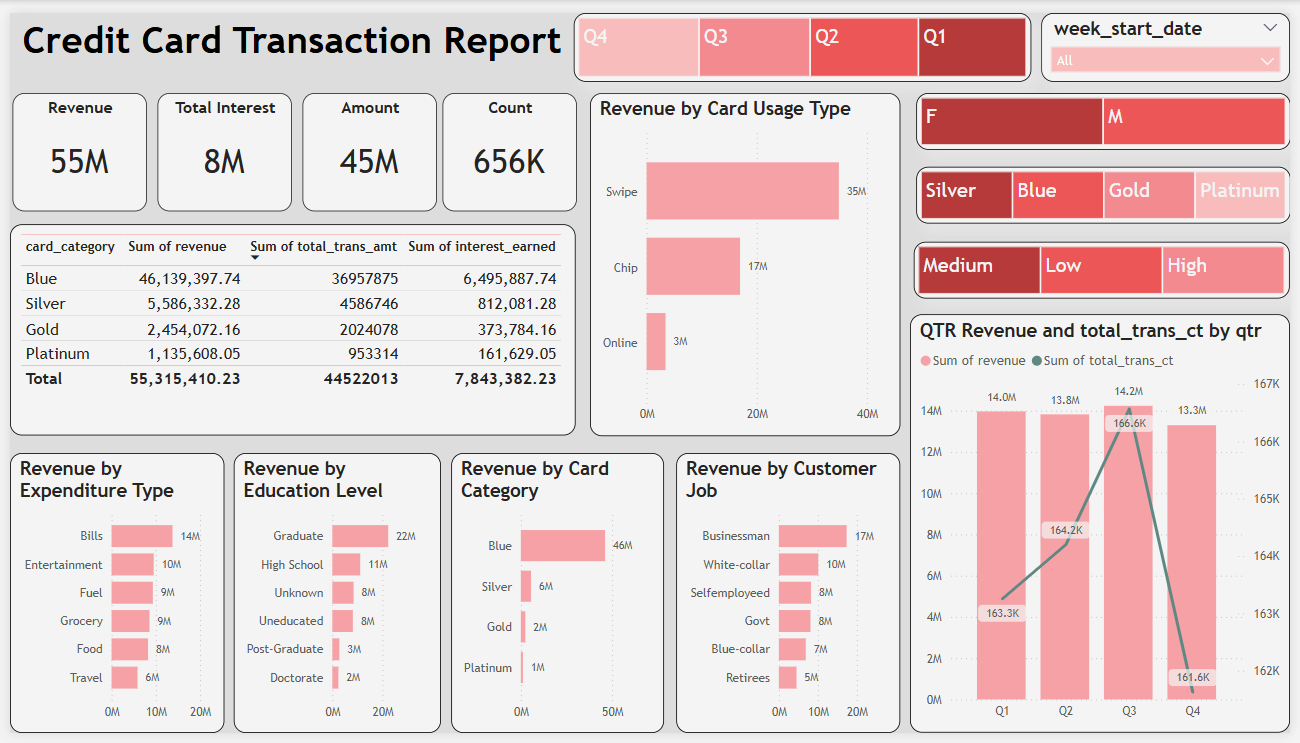 Credit Card Transaction Report
Q4 Q3 Q2 Q1
week_start_date
All
Revenue
55M
Total Interest
8M
Amount
45M
Count
656K
card_category Sum of revenue Sum of total_trans_amt Sum of interest_earned
Blue 46,139,397.74 36957875 6,495,887.74
Silver 5,586,332.28 4586746 812,081.28
Gold 2,454,072.16 2024078 373,784.16
Platinum 1,135,608.05 953314 161,629.05
Total 55,315,410.23 44522013 7,843,382.23
Revenue by Card Usage Type
Swipe 35M
Chip 17M
Online 3M
0M 20M 40M
F M
Silver Blue Gold Platinum
Medium Low High
Revenue by
Expenditure Type
Bills 14M
Entertainment 10M
Fuel 9M
Grocery 9M
Food 8M
Travel 6M
0M 10M 20M
Revenue by
Education Level
Graduate 22M
High School 11M
Unknown 8M
Uneducated 8M
Post-Graduate 3M
Doctorate 2M
0M 20M
Revenue by Card
Category
Blue 46M
Silver 6M
Gold 2M
Platinum 1M
0M 50M
Revenue by Customer
Job
Businessman 17M
White-collar 10M
Selfemployeed 8M
Govt 8M
Blue-collar 7M
Retirees 5M
0M 10M 20M
QTR Revenue and total_trans_ct by qtr
Sum of revenue Sum of total_trans_ct
14.0M 13.8M 14.2M 13.3M
163.3K 164.2K 166.6K 161.6K
14M
12M
10M
8M
6M
4M
2M
0M
167K
166K
165K
164K
163K
162K
Q1 Q2 Q3 Q4